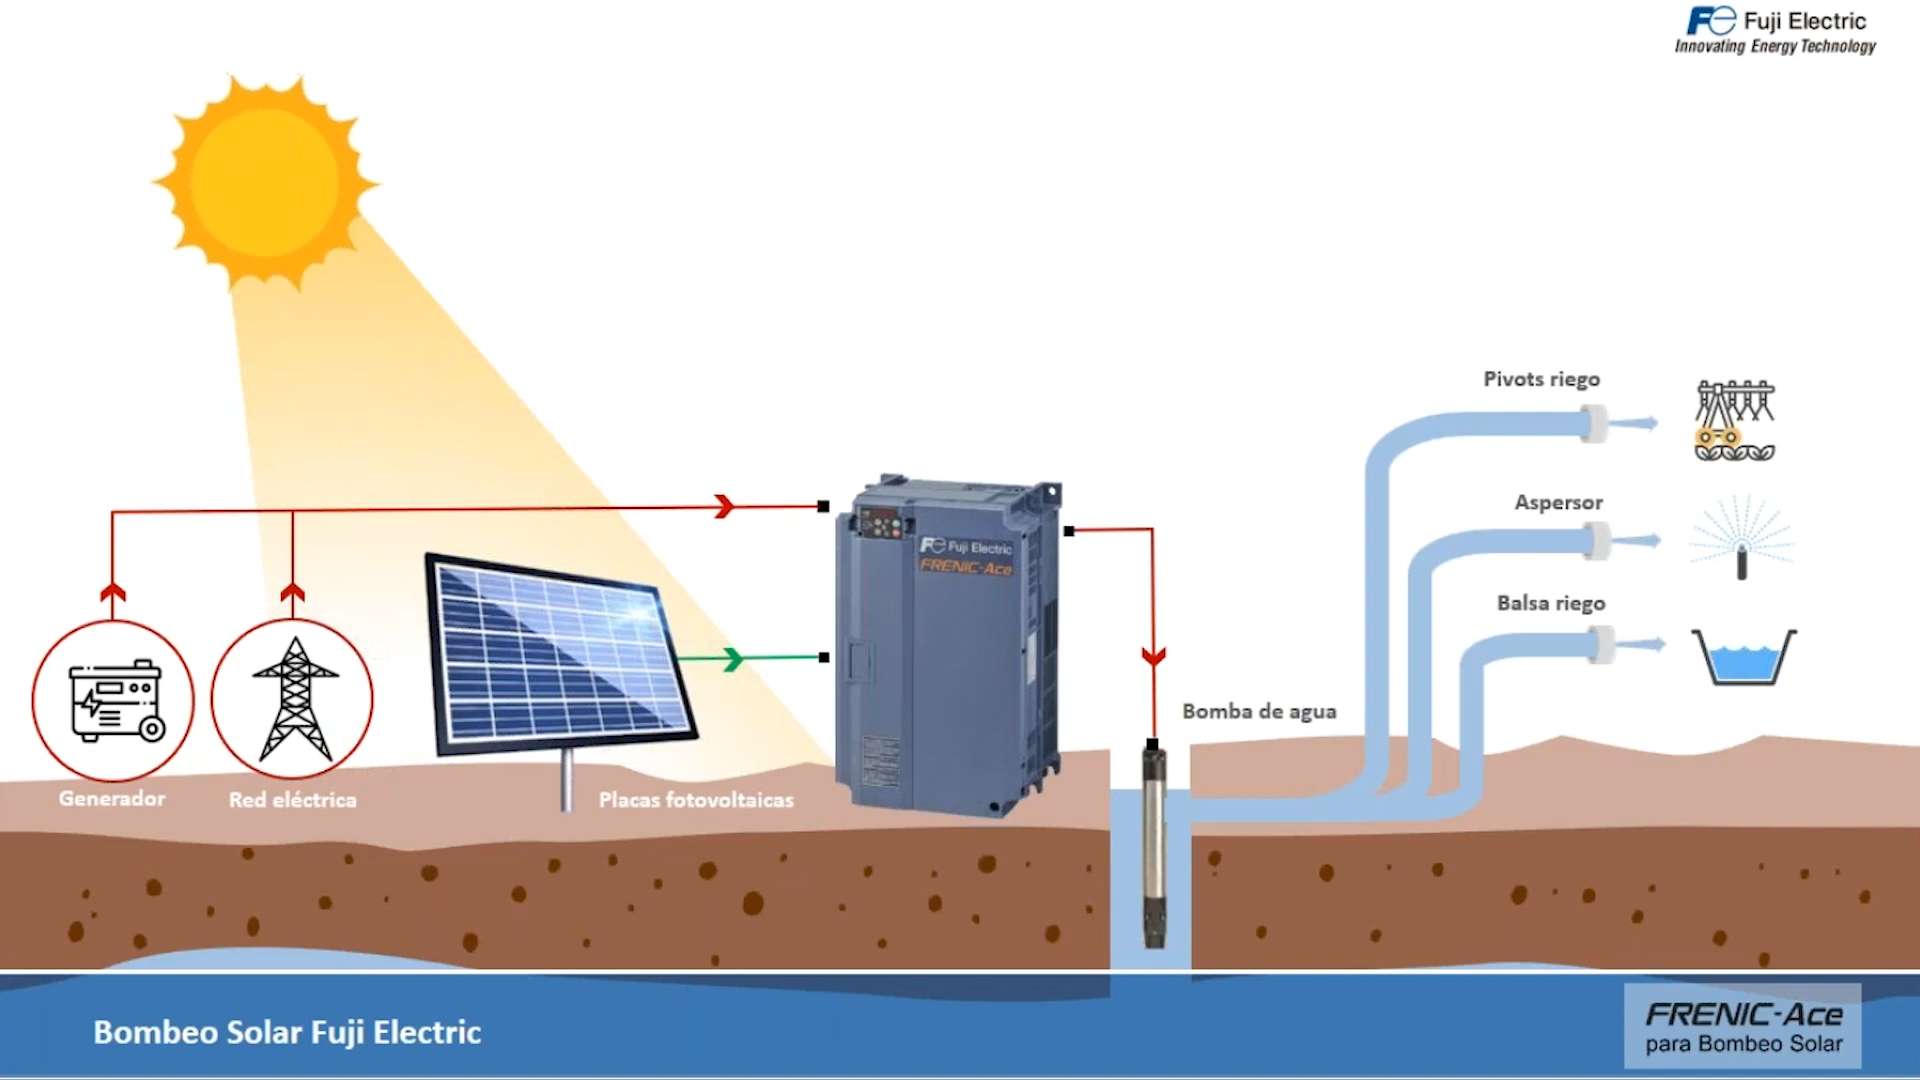 Fuji Electric
Innovating Energy Technology
Pivots riego
Aspersor
Balsa riego
Fuji Electric
FRENIC-Ace
Bomba de agua
Generador
Red eléctrica
Placas fotovoltaicas
Bombeo Solar Fuji Electric
FRENIC-Ace
para Bombeo Solar